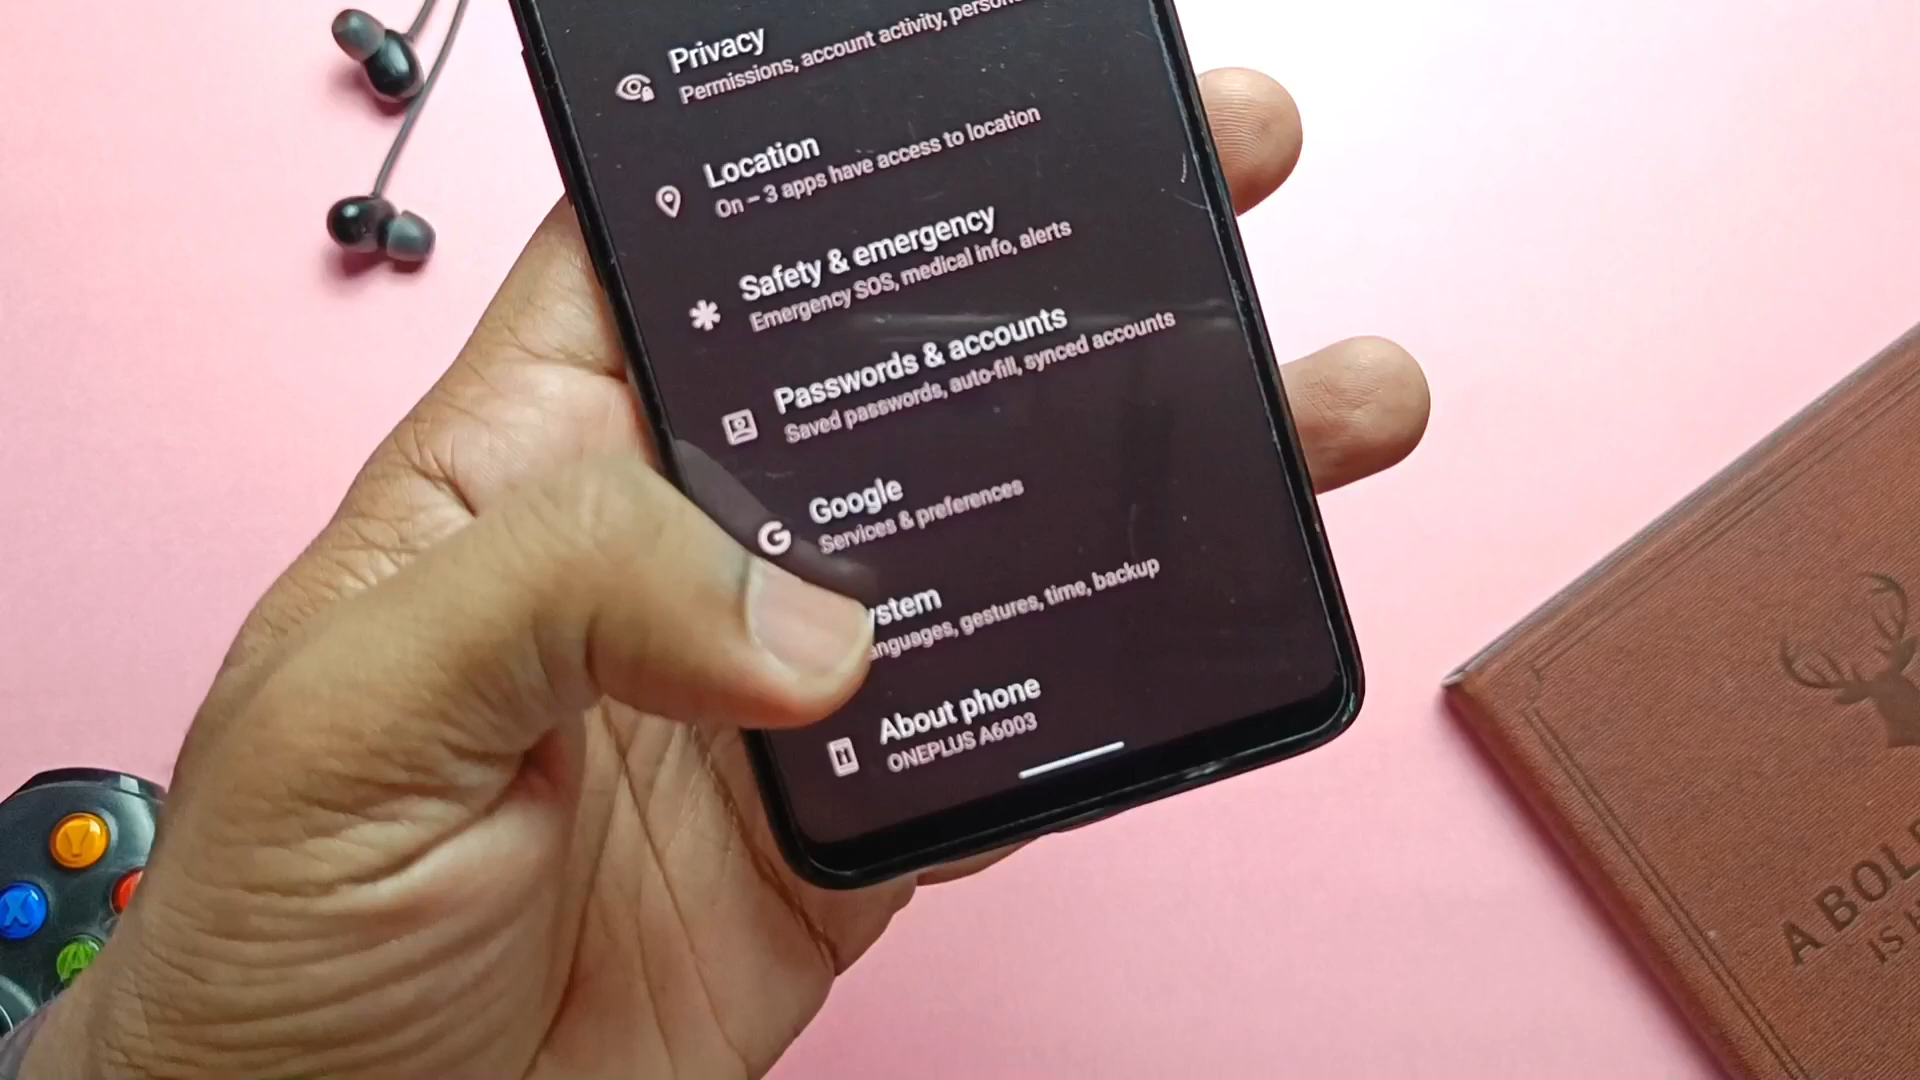 Privacy
Permissions, account activity,
Location
On – 3 apps have access to location
Safety & emergency
Emergency SOS, medical info, alerts
Passwords & accounts
Saved passwords, auto-fill, synced accounts
G
Google
Services & preferences
ystem
anguages, gestures, time, backup
About phone
ONEPLUS A6003
Y
X
A BOL
IS